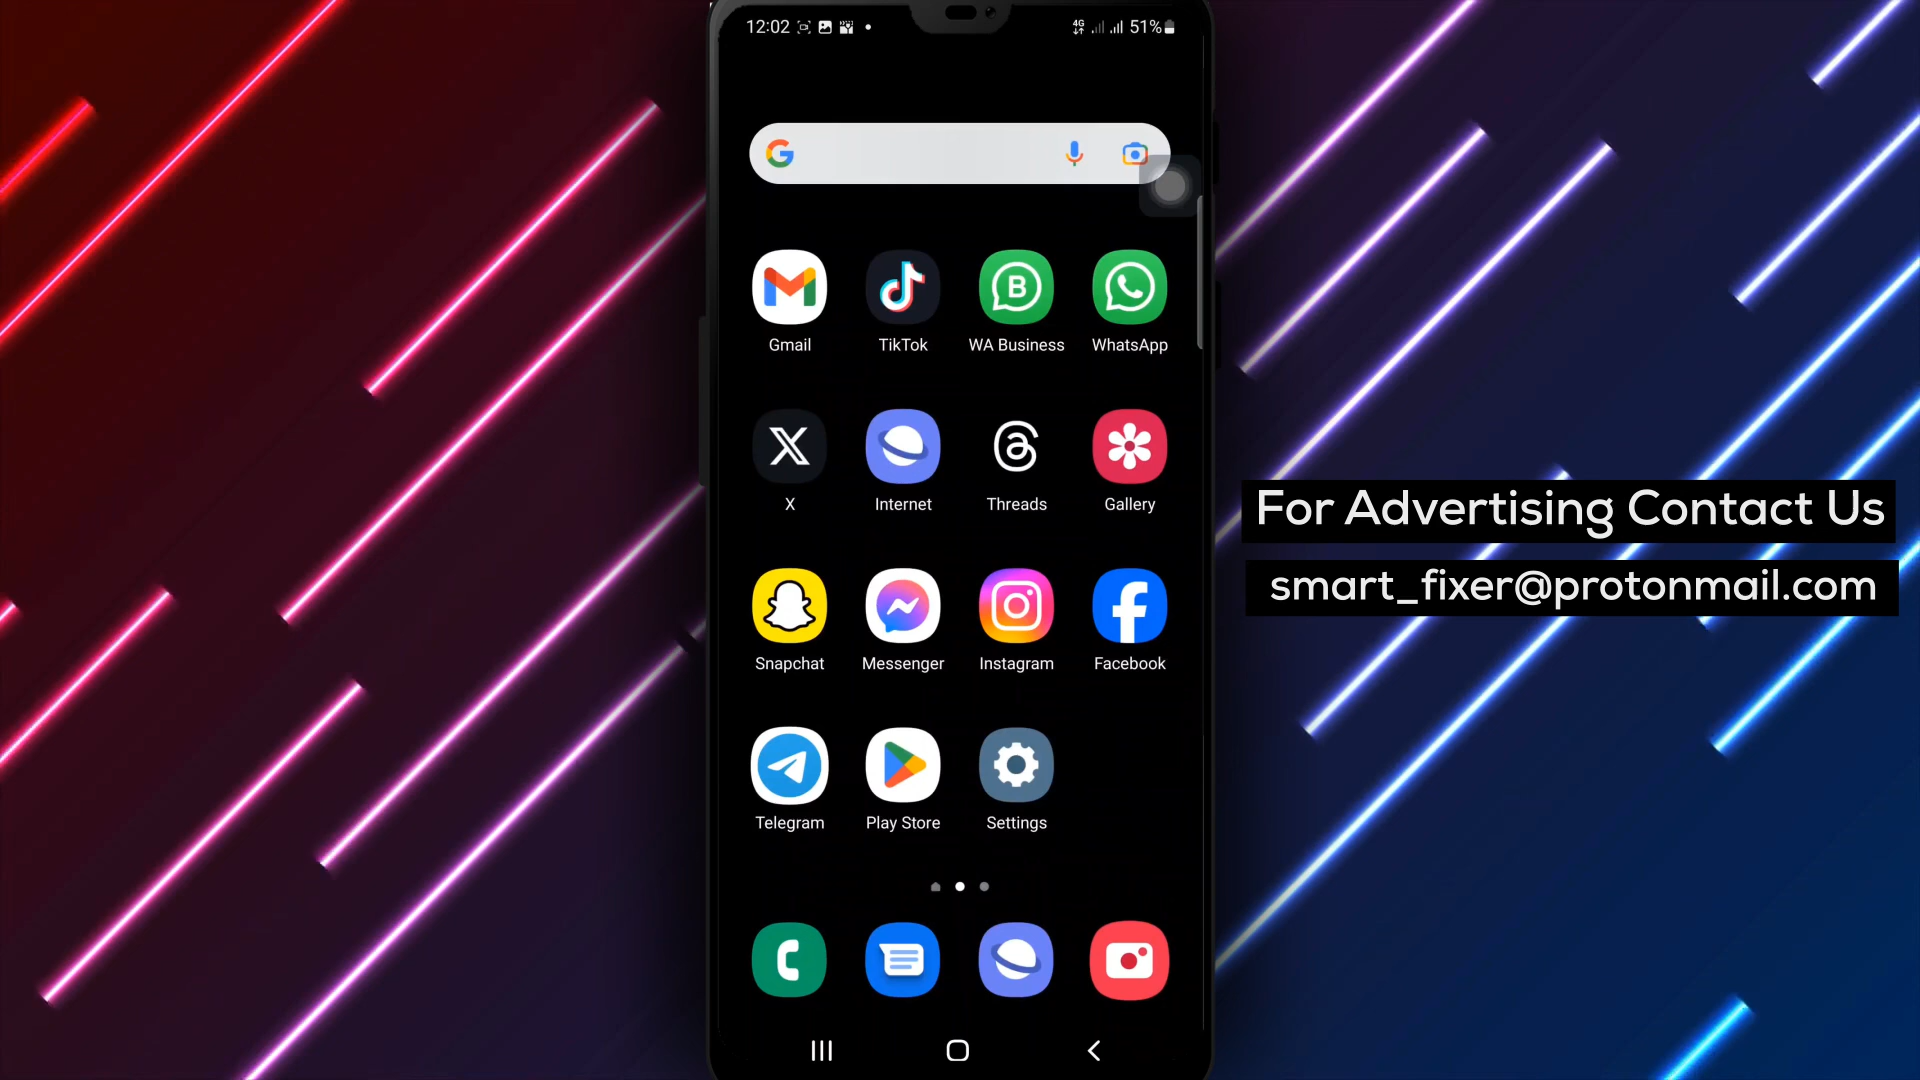 12:02
4G 51%
Gmail TikTok WA Business WhatsApp
X Internet Threads Gallery
For Advertising Contact Us
smart_fixer@protonmail.com
Snapchat Messenger Instagram Facebook
Telegram Play Store Settings